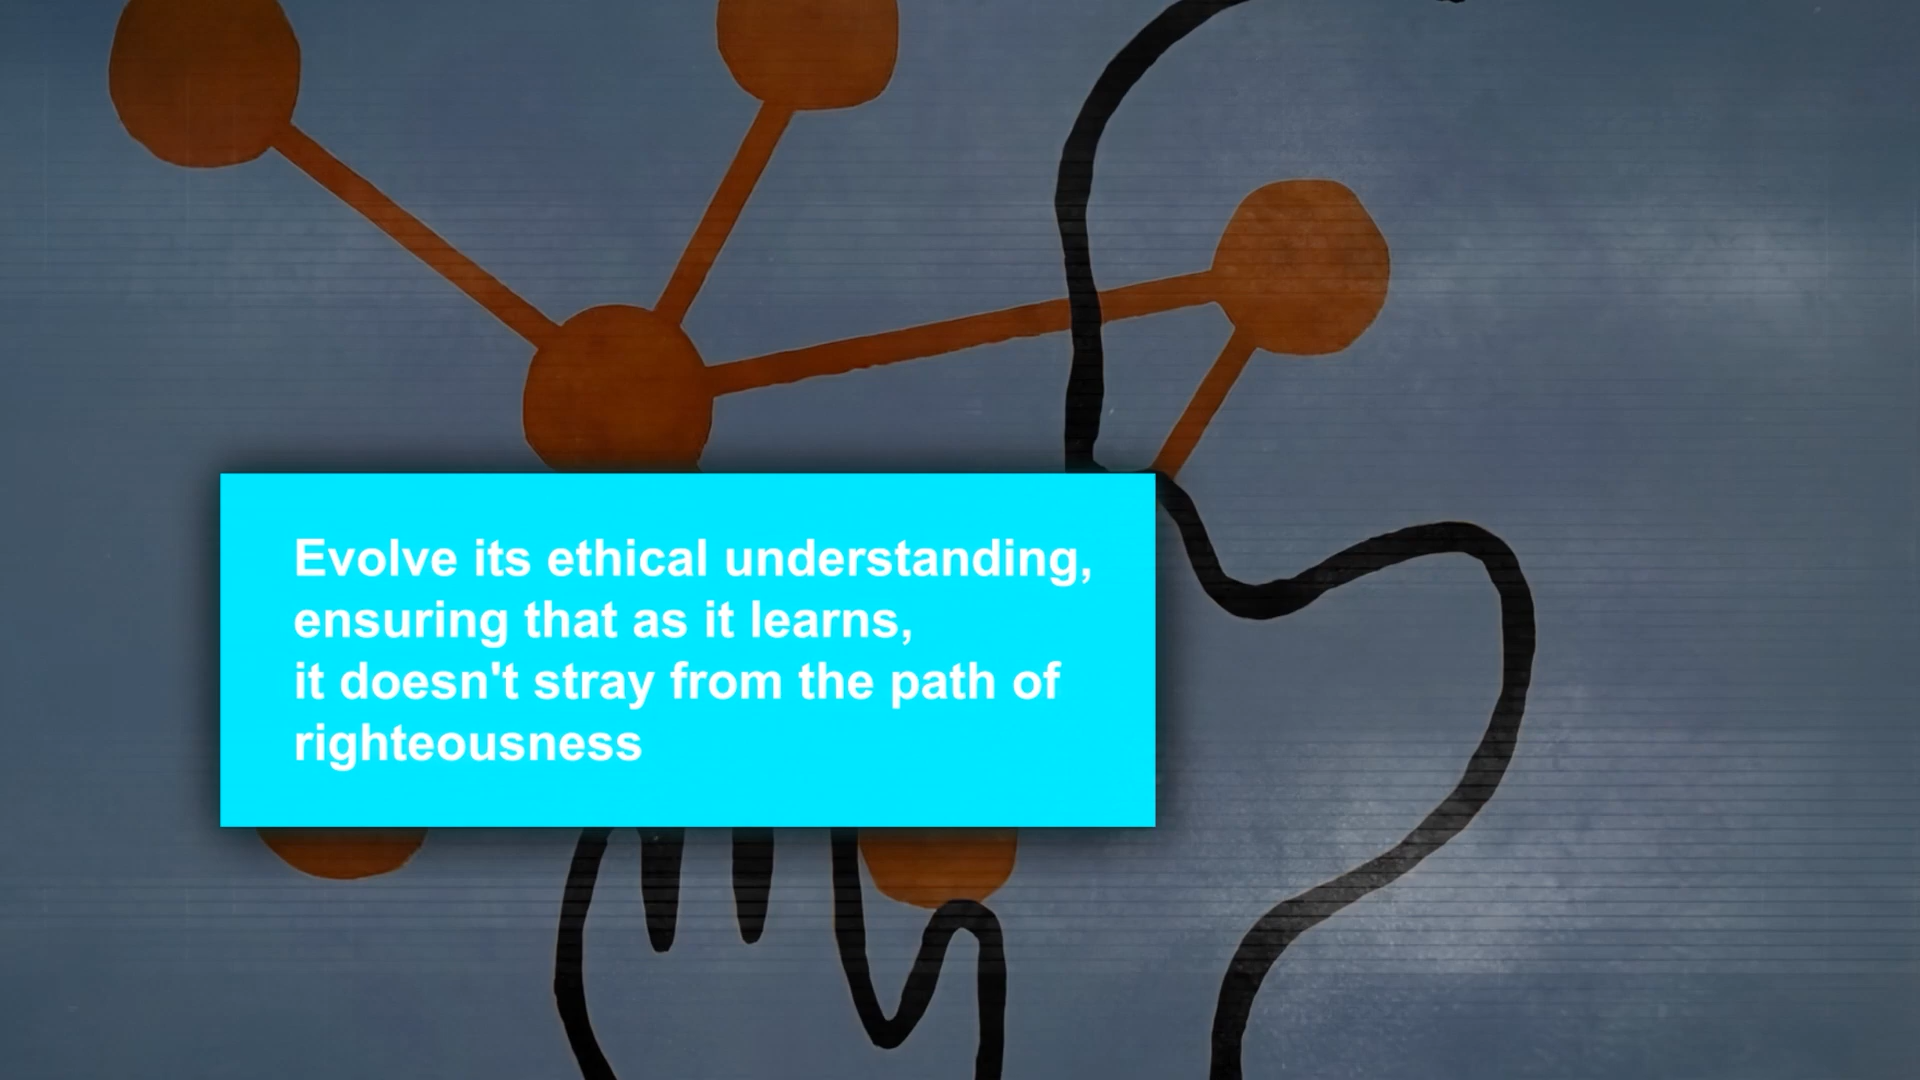 Evolve its ethical understanding,
ensuring that as it learns,
it doesn't stray from the path of
righteousness